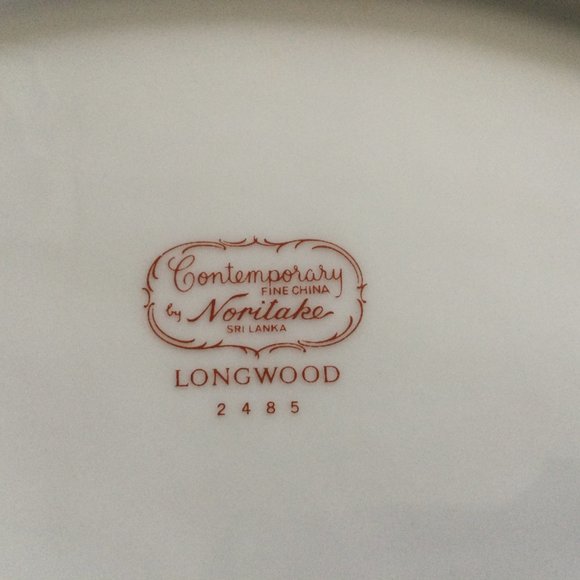 Contemporary
FINE CHINA
by Noritake
SRI LANKA
LONGWOOD
2485